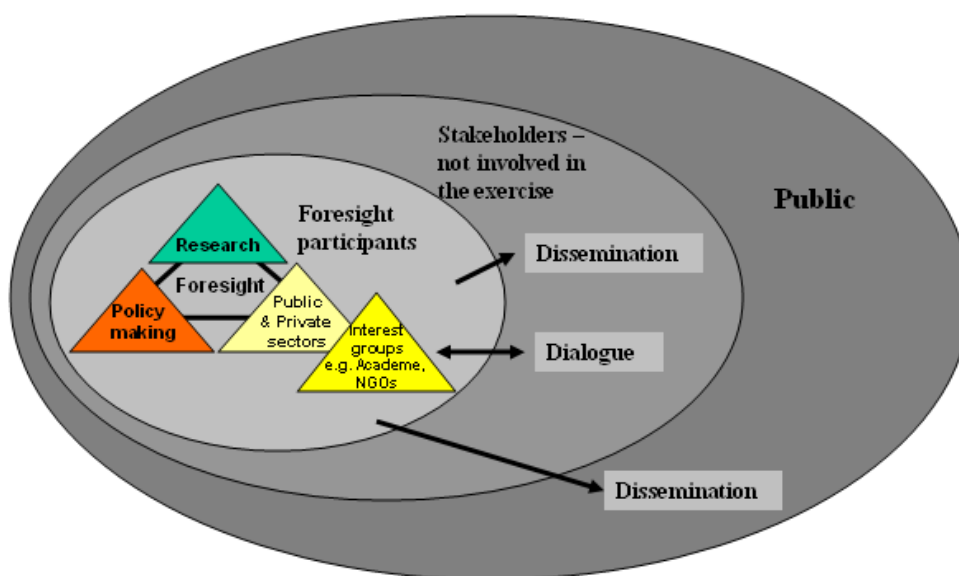 Stakeholders –
not involved in
the exercise
Public
Foresight
participants
Research
Foresight
Policy
making
Public
& Private
sectors
Interest
groups
e.g. Academe,
NGOs
Dissemination
Dialogue
Dissemination